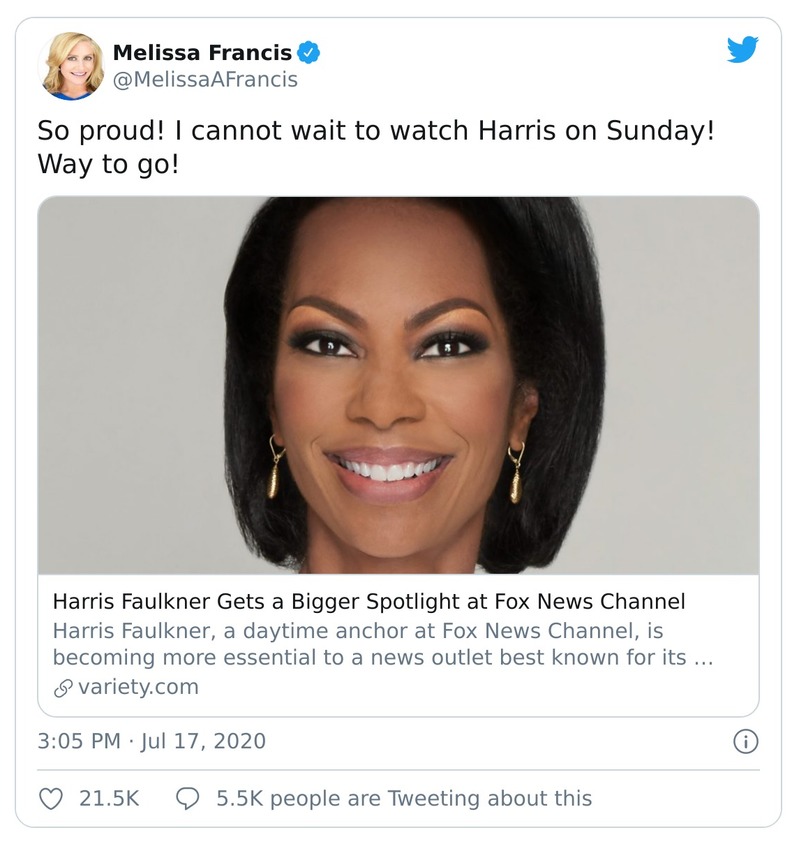 Melissa Francis
@MelissaAFrancis
So proud! I cannot wait to watch Harris on Sunday!
Way to go!
Harris Faulkner Gets a Bigger Spotlight at Fox News Channel
Harris Faulkner, a daytime anchor at Fox News Channel, is
becoming more essential to a news outlet best known for its ...
variety.com
3:05 PM · Jul 17, 2020
21.5K 5.5K people are Tweeting about this